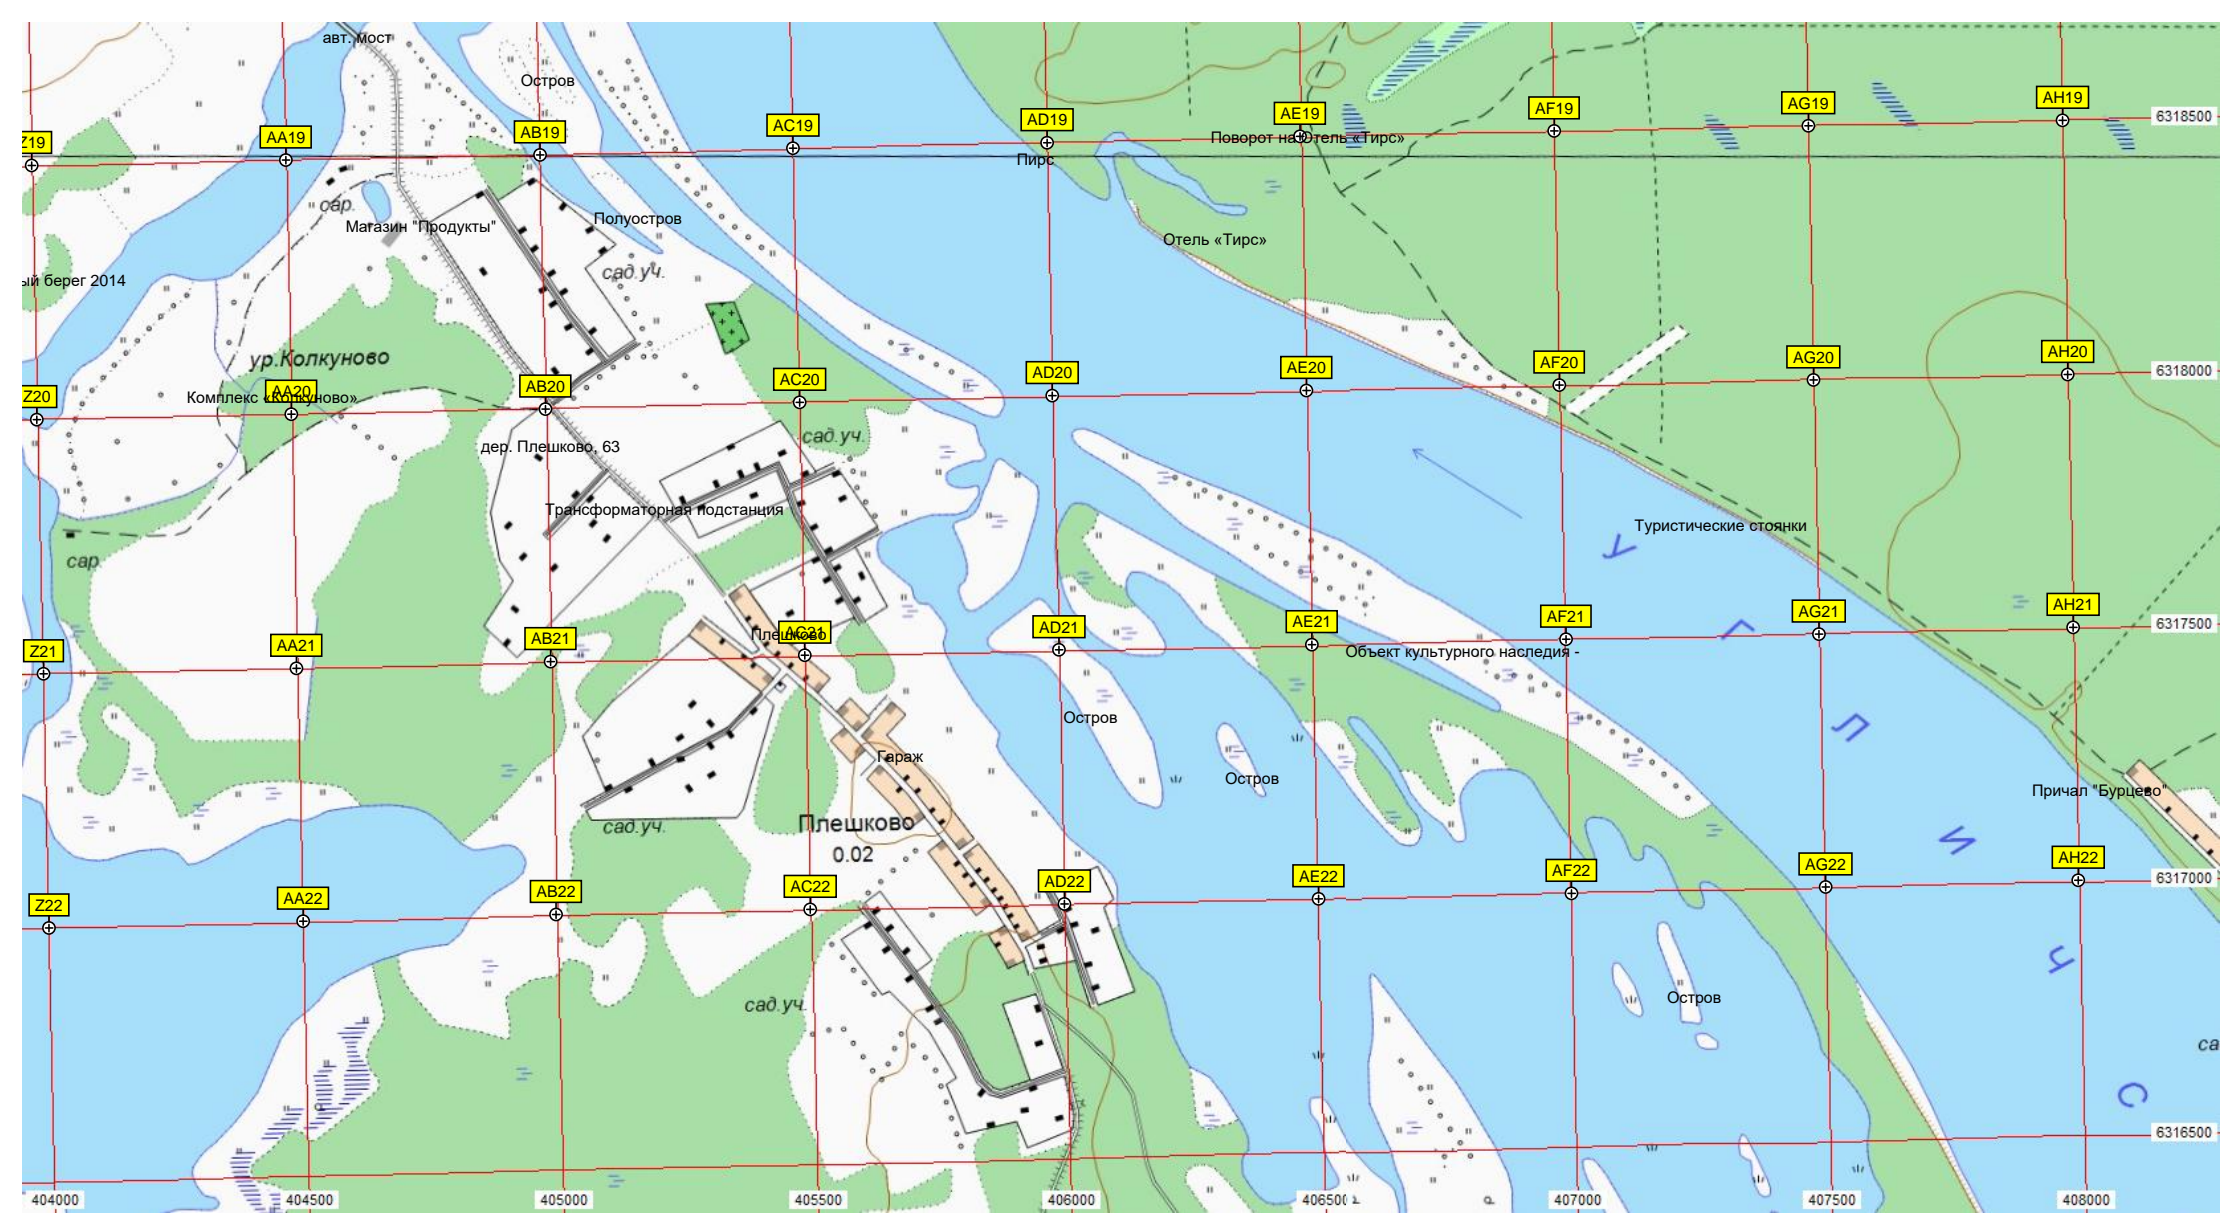 авт. мост
Остров
Z19
AA19
AB19
AC19
AD19
AE19
AF19
AG19
AH19
6318500
Поворот на Отель «Тирс»
Пирс
сар.
Магазин "Продукты"
Полуостров
Отель «Тирс»
сад.уч.
ый берег 2014
ур.Колкуново
Z20
AA20
AB20
AC20
AD20
AE20
AF20
AG20
AH20
6318000
Комплекс «Колкуново»
дер. Плешково, 63
сад.уч.
Трансформаторная подстанция
Туристические стоянки
сар
У
Г
Л
И
Ч
С
Z21
AA21
AB21
AC21
AD21
AE21
AF21
AG21
AH21
6317500
Плешково
Объект культурного наследия -
Остров
Гараж
Остров
Причал "Бурцево"
сад.уч.
Плешково
0.02
Z22
AA22
AB22
AC22
AD22
AE22
AF22
AG22
AH22
6317000
сад.уч.
Остров
са
6316500
404000
404500
405000
405500
406000
406500
407000
407500
408000